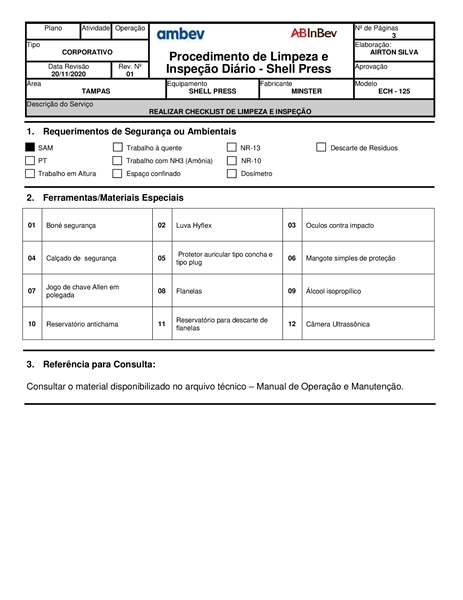 Plano Atividade Operação
ambev ABInBev
Nº de Páginas
3
Tipo
CORPORATIVO
Procedimento de Limpeza e
Inspeção Diário - Shell Press
Elaboração:
AIRTON SILVA
Data Revisão
20/11/2020
Rev. Nº
01
Aprovação
Área
TAMPAS
Equipamento
SHELL PRESS
Fabricante
MINSTER
Modelo
ECH - 125
Descrição do Serviço
REALIZAR CHECKLIST DE LIMPEZA E INSPEÇÃO
1. Requerimentos de Segurança ou Ambientais
SAM Trabalho à quente NR-13 Descarte de Resíduos
PT Trabalho com NH3 (Amônia) NR-10
Trabalho em Altura Espaço confinado Dosímetro
2. Ferramentas/Materiais Especiais
01 Boné segurança 02 Luva Hyflex 03 Oculos contra impacto
04 Calçado de segurança 05 Protetor auricular tipo concha e
tipo plug
06 Mangote simples de proteção
07 Jogo de chave Allen em
polegada
08 Flanelas 09 Álcool isopropílico
10 Reservatório antichama 11 Reservatório para descarte de
flanelas
12 Câmera Ultrassônica
3. Referência para Consulta:
Consultar o material disponibilizado no arquivo técnico – Manual de Operação e Manutenção.